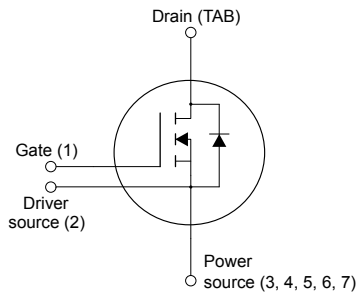 Drain (TAB)
Gate (1)
Driver
source (2)
Power
source (3, 4, 5, 6, 7)